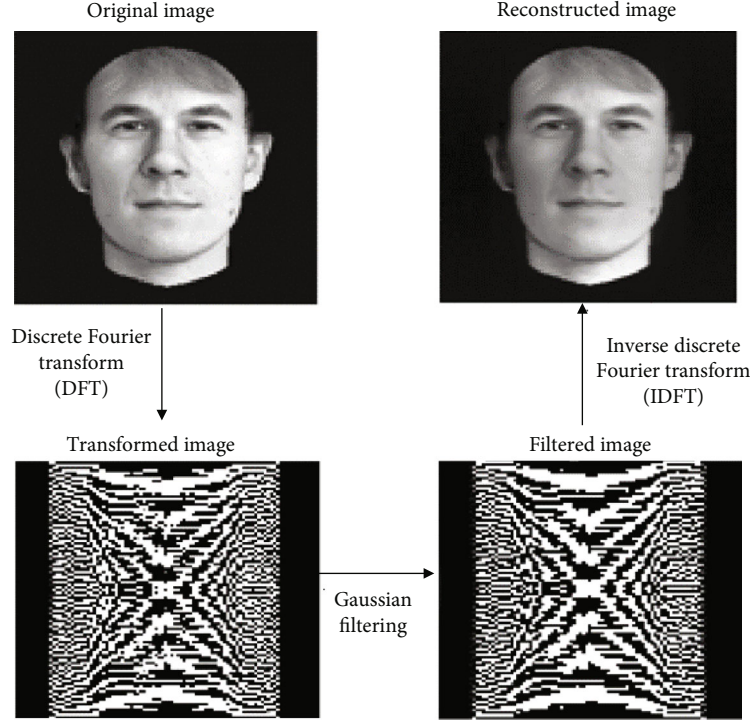 Original image
Reconstructed image
Discrete Fourier
transform
(DFT)
Inverse discrete
Fourier transform
(IDFT)
Transformed image
Filtered image
Gaussian
filtering